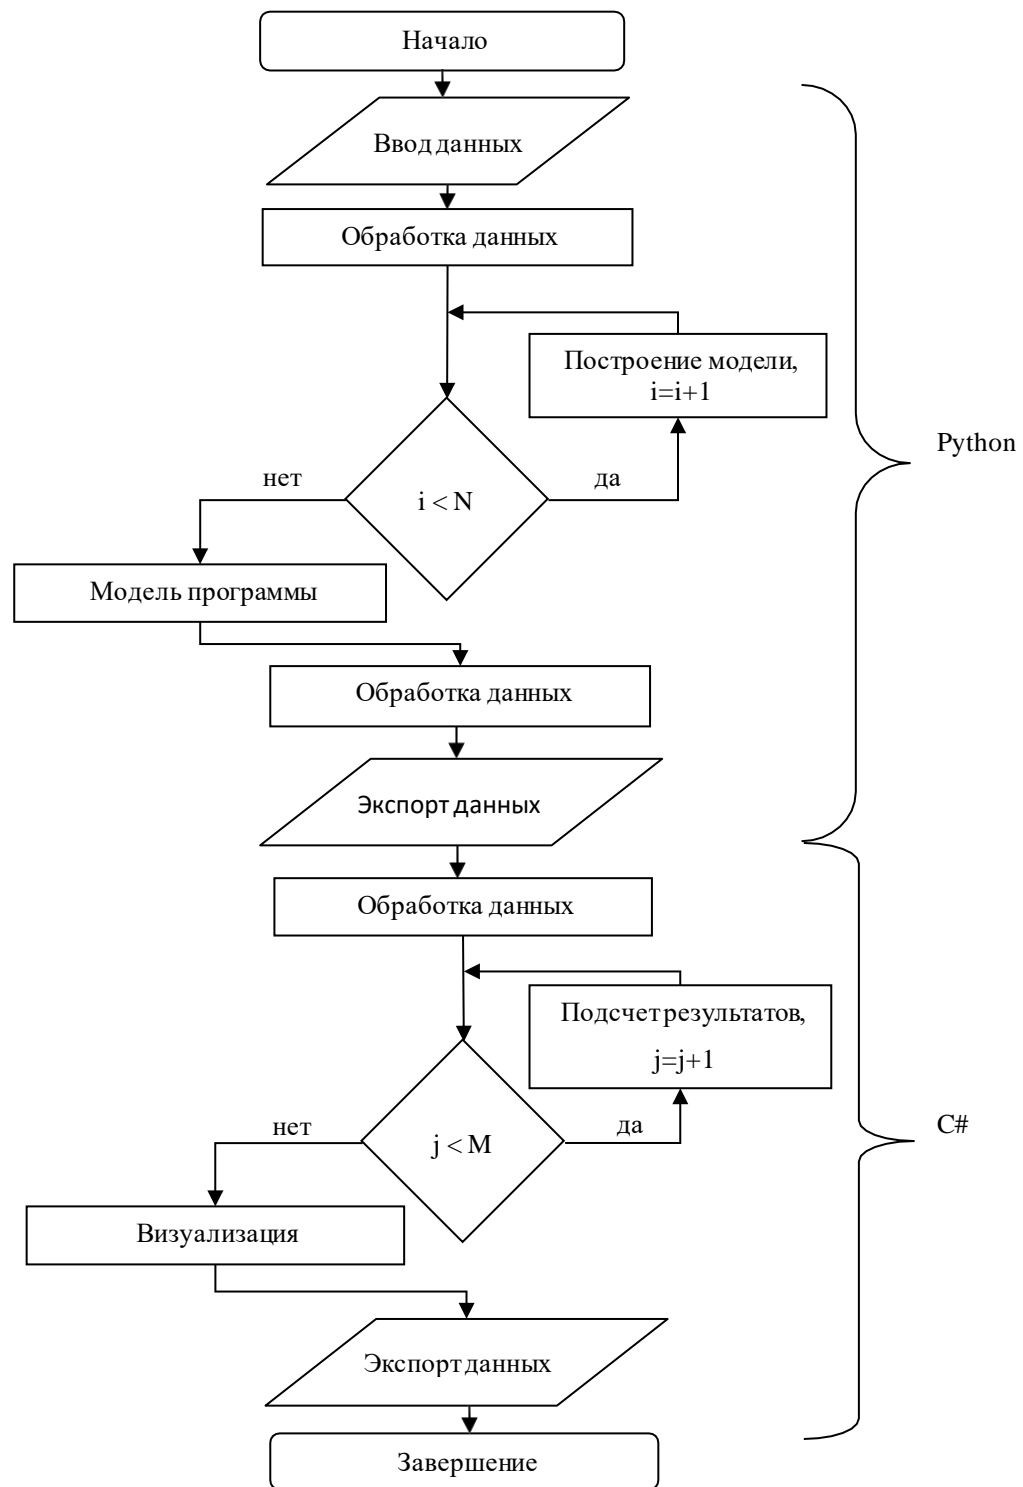 Начало
Ввод данных
Обработка данных
Построение модели,
i=i+1
Python
нет
да
i < N
Модель программы
Обработка данных
Экспорт данных
Обработка данных
Подсчет результатов,
j=j+1
C#
нет
да
j < M
Визуализация
Экспорт данных
Завершение